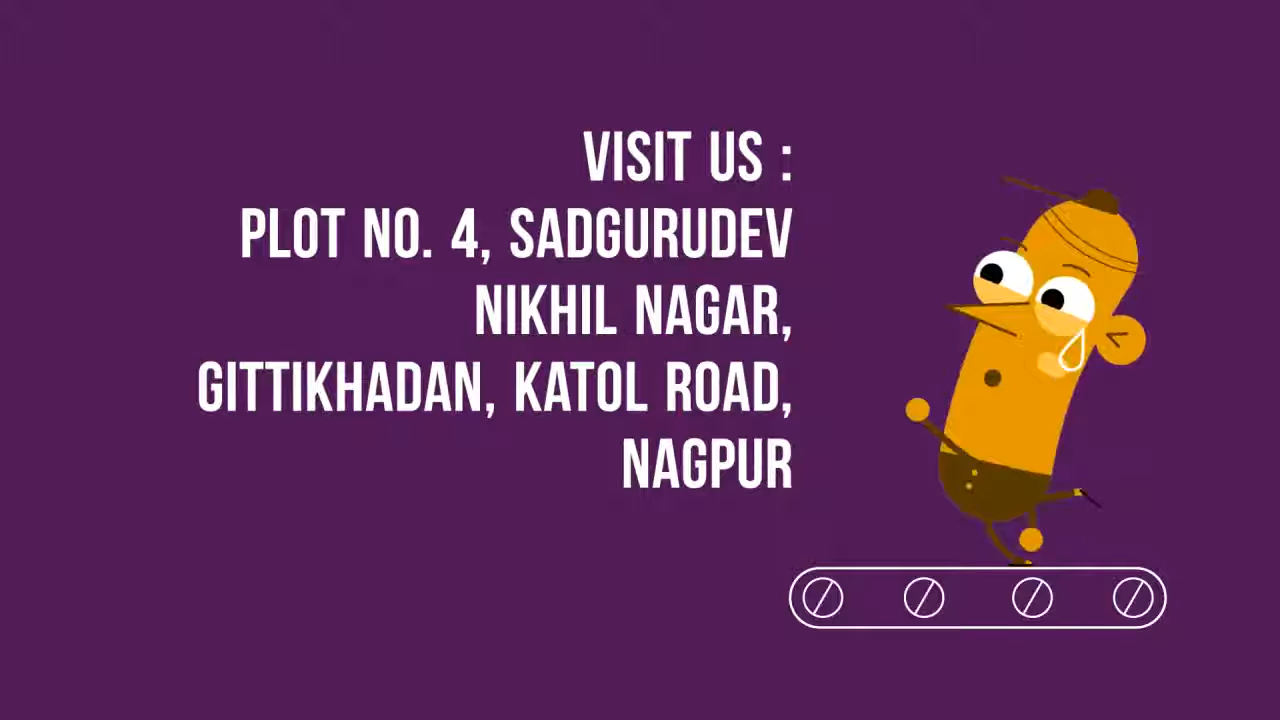 VISIT US :
PLOT NO. 4, SADGURUDEV
NIKHIL NAGAR,
GITTIKHADAN, KATOL ROAD,
NAGPUR